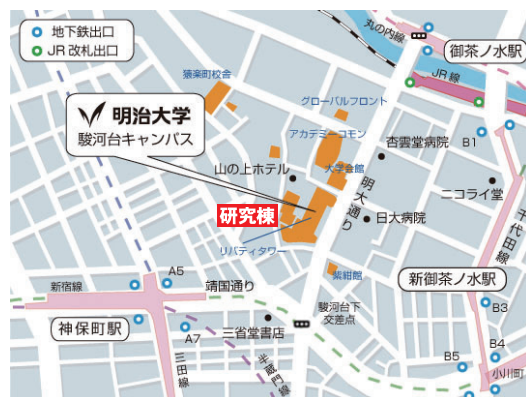 地下鉄出口
JR 改札出口
丸の内線
御茶ノ水駅
JR 線
猿楽町校舎
グローバルフロント
明治大学
駿河台キャンパス
アカデミーコモン
杏雲堂病院
B1
大学会館
山の上ホテル
明大通り
ニコライ堂
研究棟
日大病院
千代田線
リバティタワー
紫紺館
新御茶ノ水駅
A5
新宿線
靖国通り
B3
駿河台下
交差点
神保町駅
A7
三省堂書店
B4
三田線
半蔵門線
B5
小川町